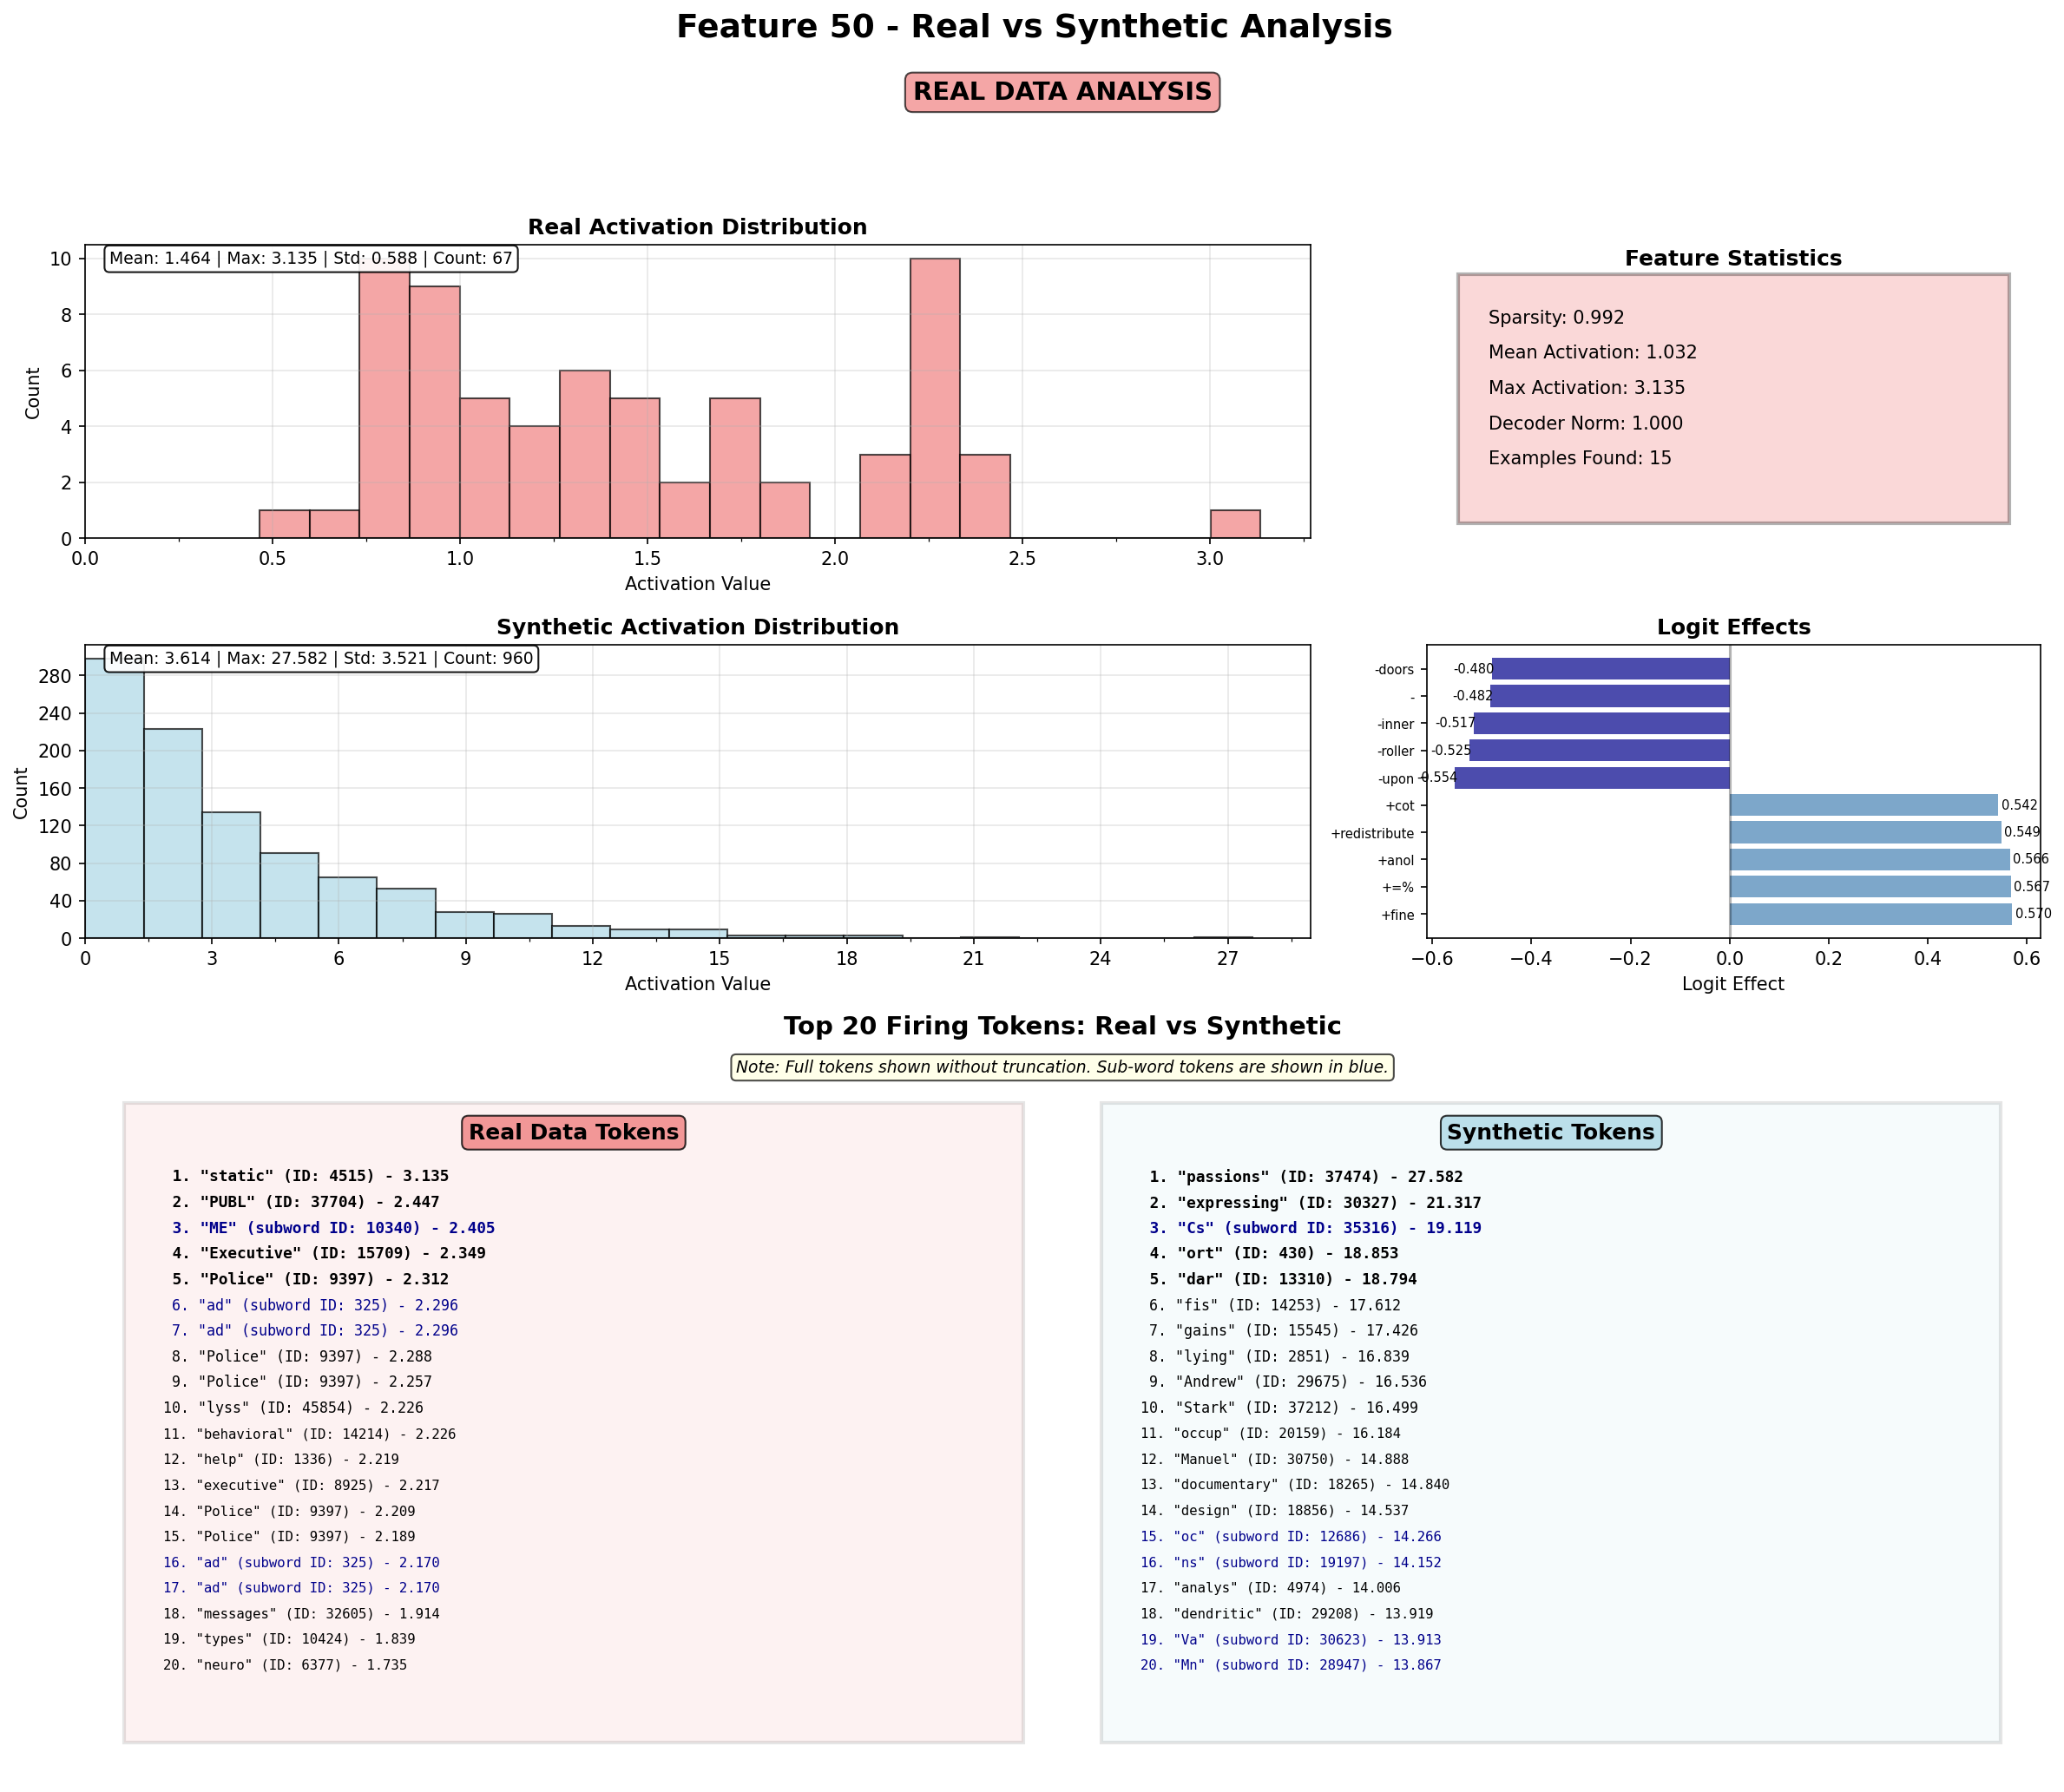 Feature 50 - Real vs Synthetic Analysis
REAL DATA ANALYSIS
Real Activation Distribution
Mean: 1.464 | Max: 3.135 | Std: 0.588 | Count: 67
10
8
6
4
2
0
Count
0.0 0.5 1.0 1.5 2.0 2.5 3.0
Activation Value
Feature Statistics
Sparsity: 0.992
Mean Activation: 1.032
Max Activation: 3.135
Decoder Norm: 1.000
Examples Found: 15
Synthetic Activation Distribution
Mean: 3.614 | Max: 27.582 | Std: 3.521 | Count: 960
280
240
200
160
120
80
40
0
Count
0 3 6 9 12 15 18 21 24 27
Activation Value
Logit Effects
-doors -0.480
- -0.482
-inner -0.517
-roller -0.525
-upon -0.554
+cot 0.542
+redistribute 0.549
+anol 0.566
+=% 0.567
+fine 0.570
−0.6 −0.4 −0.2 0.0 0.2 0.4 0.6
Logit Effect
Top 20 Firing Tokens: Real vs Synthetic
Note: Full tokens shown without truncation. Sub-word tokens are shown in blue.
Real Data Tokens
1. "static" (ID: 4515) - 3.135
2. "PUBL" (ID: 37704) - 2.447
3. "ME" (subword ID: 10340) - 2.405
4. "Executive" (ID: 15709) - 2.349
5. "Police" (ID: 9397) - 2.312
6. "ad" (subword ID: 325) - 2.296
7. "ad" (subword ID: 325) - 2.296
8. "Police" (ID: 9397) - 2.288
9. "Police" (ID: 9397) - 2.257
10. "lyss" (ID: 45854) - 2.226
11. "behavioral" (ID: 14214) - 2.226
12. "help" (ID: 1336) - 2.219
13. "executive" (ID: 8925) - 2.217
14. "Police" (ID: 9397) - 2.209
15. "Police" (ID: 9397) - 2.189
16. "ad" (subword ID: 325) - 2.170
17. "ad" (subword ID: 325) - 2.170
18. "messages" (ID: 32605) - 1.914
19. "types" (ID: 10424) - 1.839
20. "neuro" (ID: 6377) - 1.735
Synthetic Tokens
1. "passions" (ID: 37474) - 27.582
2. "expressing" (ID: 30327) - 21.317
3. "Cs" (subword ID: 35316) - 19.119
4. "ort" (ID: 430) - 18.853
5. "dar" (ID: 13310) - 18.794
6. "fis" (ID: 14253) - 17.612
7. "gains" (ID: 15545) - 17.426
8. "lying" (ID: 2851) - 16.839
9. "Andrew" (ID: 29675) - 16.536
10. "Stark" (ID: 37212) - 16.499
11. "occup" (ID: 20159) - 16.184
12. "Manuel" (ID: 30750) - 14.888
13. "documentary" (ID: 18265) - 14.840
14. "design" (ID: 18856) - 14.537
15. "oc" (subword ID: 12686) - 14.266
16. "ns" (subword ID: 19197) - 14.152
17. "analys" (ID: 4974) - 14.006
18. "dendritic" (ID: 29208) - 13.919
19. "Va" (subword ID: 30623) - 13.913
20. "Mn" (subword ID: 28947) - 13.867